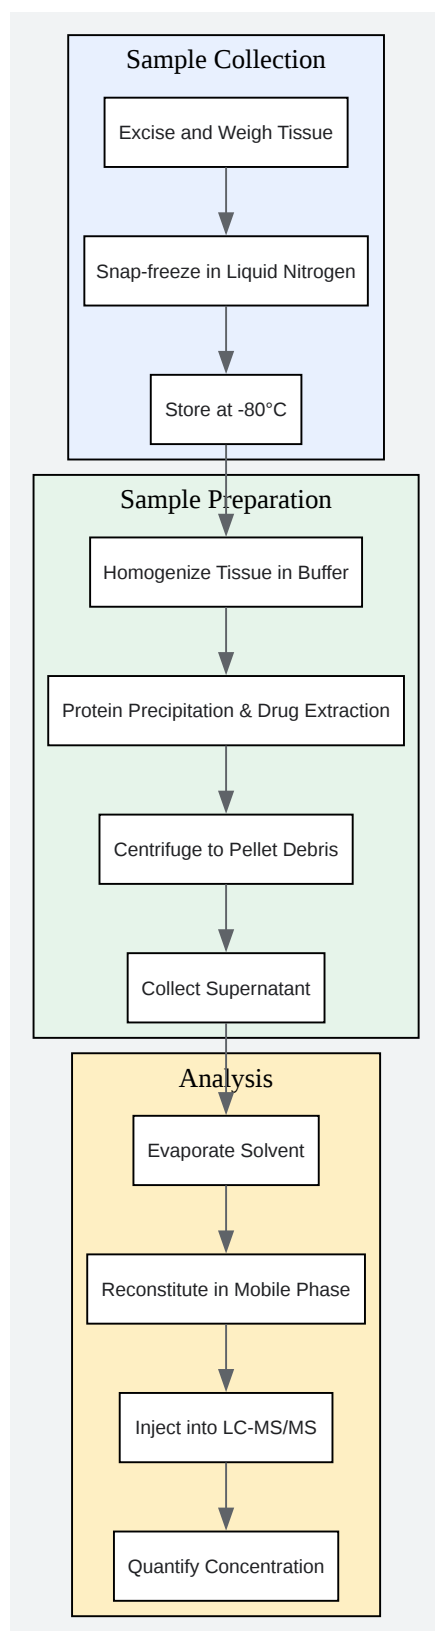 Sample Collection
Excise and Weigh Tissue
Snap-freeze in Liquid Nitrogen
Store at -80°C
Sample Preparation
Homogenize Tissue in Buffer
Protein Precipitation & Drug Extraction
Centrifuge to Pellet Debris
Collect Supernatant
Analysis
Evaporate Solvent
Reconstitute in Mobile Phase
Inject into LC-MS/MS
Quantify Concentration